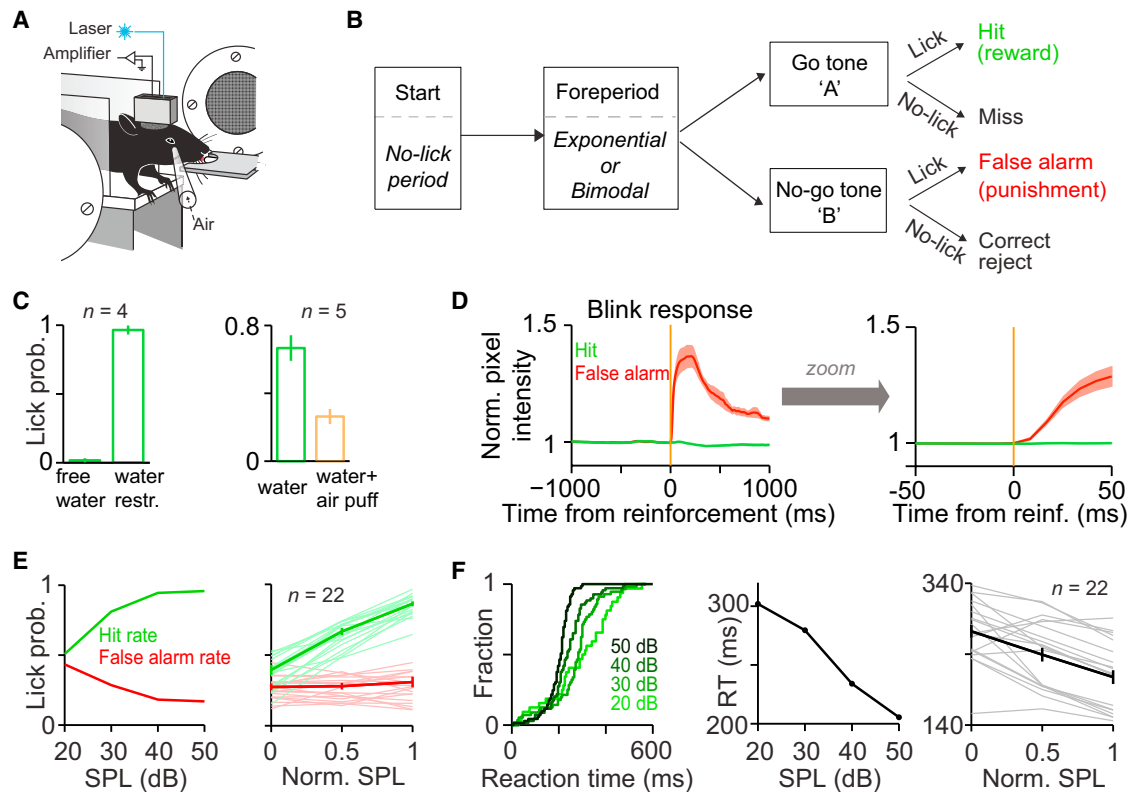 A
Laser
Amplifier
Air
B
Start
No-lick
period
Foreperiod
Exponential
or
Bimodal
Go tone
'A'
No-go tone
'B'
Lick
No-lick
Lick
No-lick
Hit
(reward)
Miss
False alarm
(punishment)
Correct
reject
C
n = 4
Lick prob.
1
0
free
water
water
restr.
n = 5
0.8
0
water
water+
air puff
D
Blink response
Norm. pixel
intensity
1.5
1
Hit
False alarm
−1000
0
1000
Time from reinforcement (ms)
zoom
1.5
1
-50
0
50
Time from reinf. (ms)
E
Lick prob.
1
0
Hit rate
False alarm rate
20 30 40 50
SPL (dB)
n = 22
1
0
0 0.5 1
Norm. SPL
F
Fraction
1
0
50 dB
40 dB
30 dB
20 dB
0 200 600
Reaction time (ms)
RT (ms)
300
200
20 30 40 50
SPL (dB)
n = 22
340
140
0 0.5 1
Norm. SPL